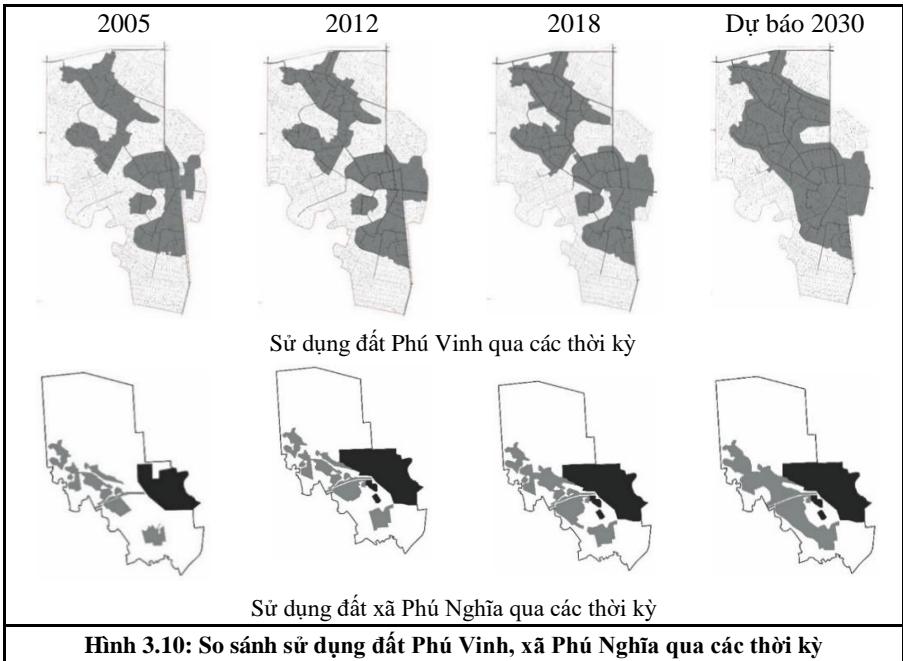 2005 2012 2018 Dự báo 2030
Sử dụng đất Phú Vinh qua các thời kỳ
Sử dụng đất xã Phú Nghĩa qua các thời kỳ
Hình 3.10: So sánh sử dụng đất Phú Vinh, xã Phú Nghĩa qua các thời kỳ